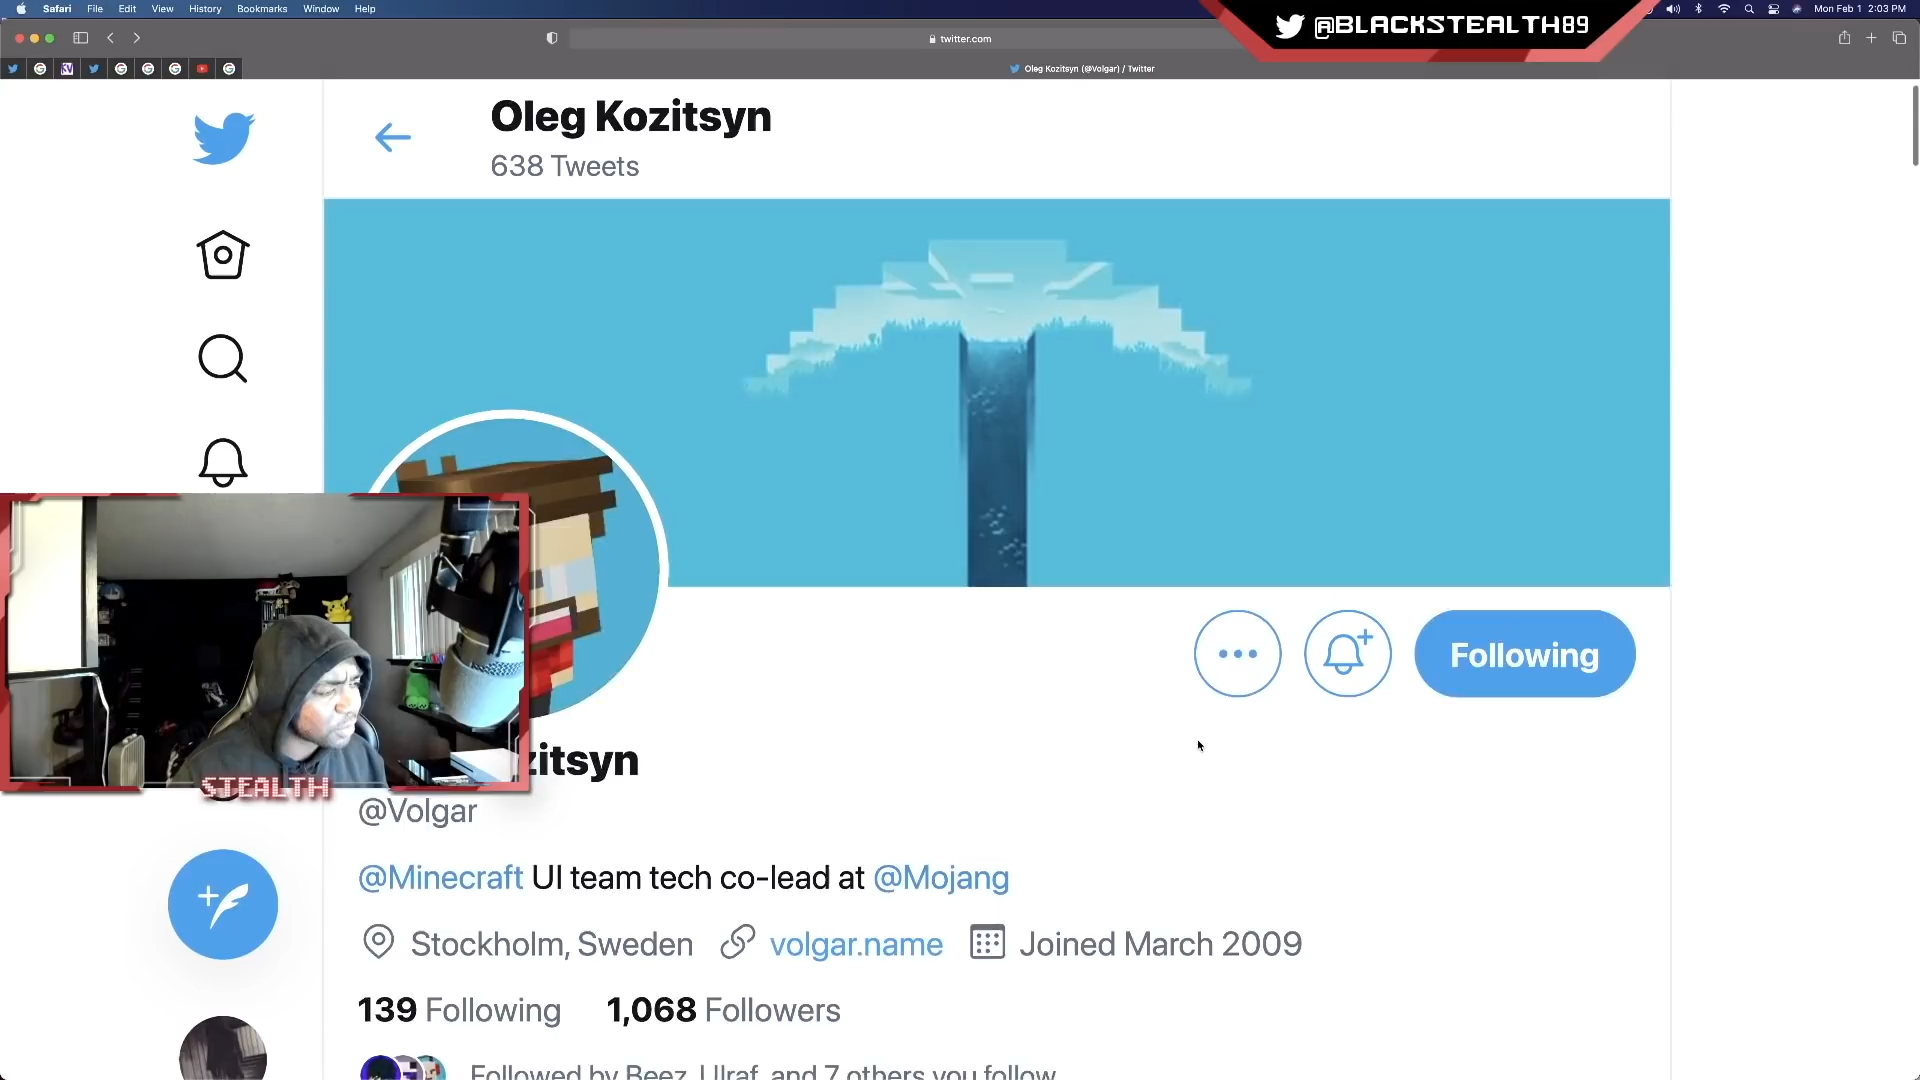 Safari File Edit View History Bookmarks Window Help
Mon Feb 1 2:03 PM
@BLACKSTEALTH89
twitter.com
Oleg Kozitsyn (@Volgar) / Twitter
Oleg Kozitsyn
638 Tweets
Following
zitsyn
STEALTH
@Volgar
@Minecraft UI team tech co-lead at @Mojang
Stockholm, Sweden volgar.name Joined March 2009
139 Following 1,068 Followers
Followed by Beez, Ulraf, and 7 others you follow